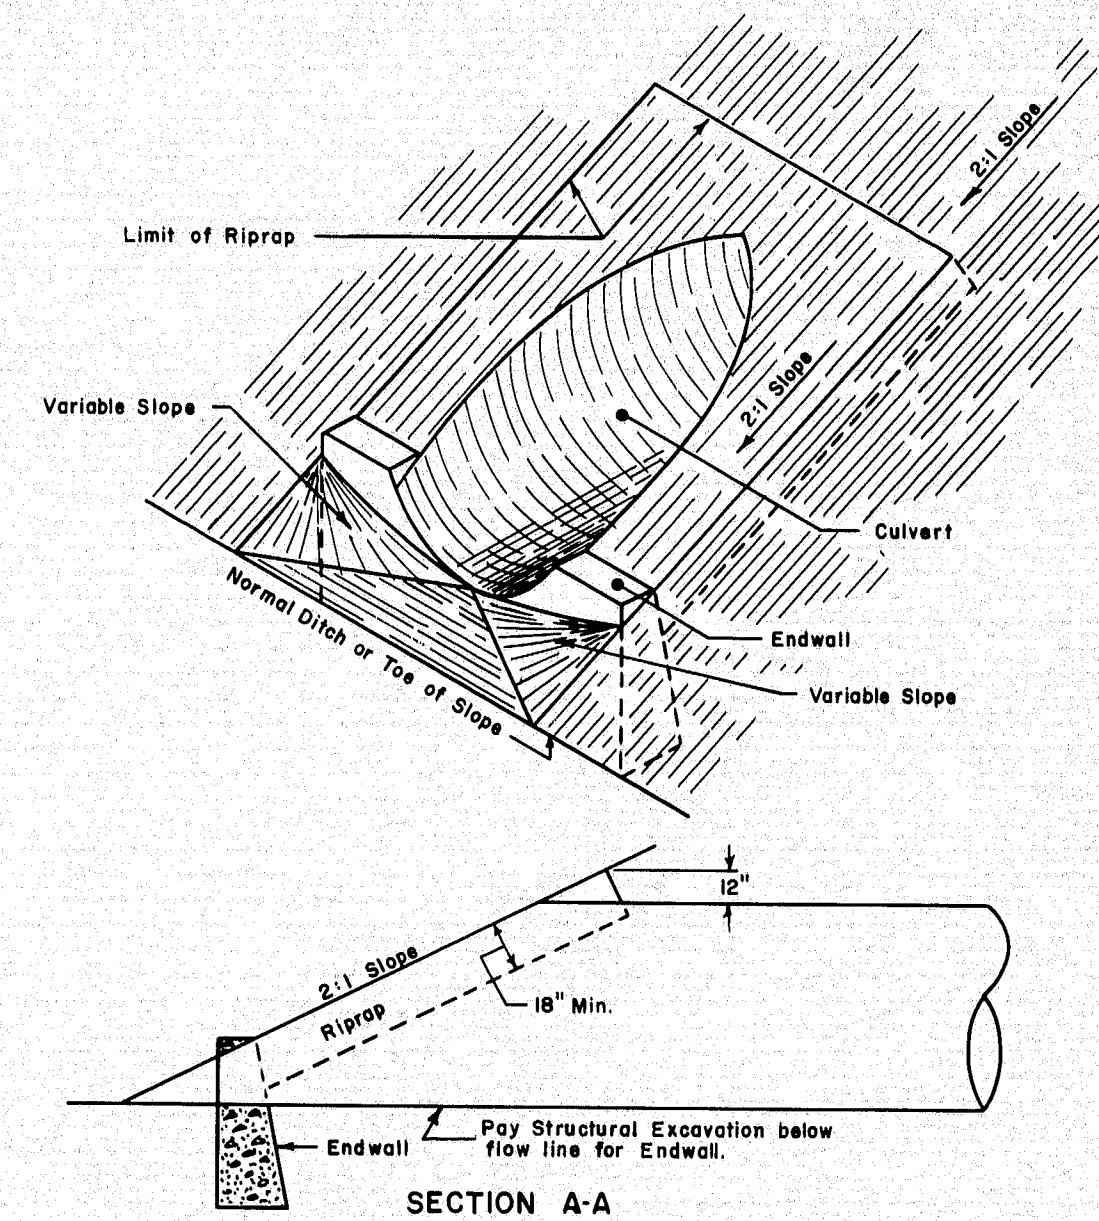 2:1 Slope
Limit of Riprap
2:1 Slope
Variable Slope
Culvert
Normal Ditch or Toe of Slope
Endwall
Variable Slope
12"
2:1 Slope
Riprap
18" Min.
Endwall
Pay Structural Excavation below
flow line for Endwall.
SECTION A-A